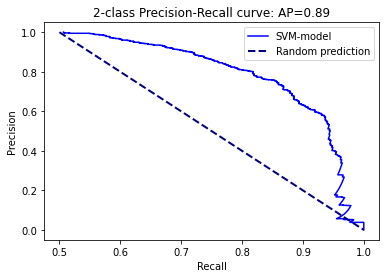 2-class Precision-Recall curve: AP=0.89
SVM-model
Random prediction
Precision
1.0
0.8
0.6
0.4
0.2
0.0
0.5
0.6
0.7
0.8
0.9
1.0
Recall